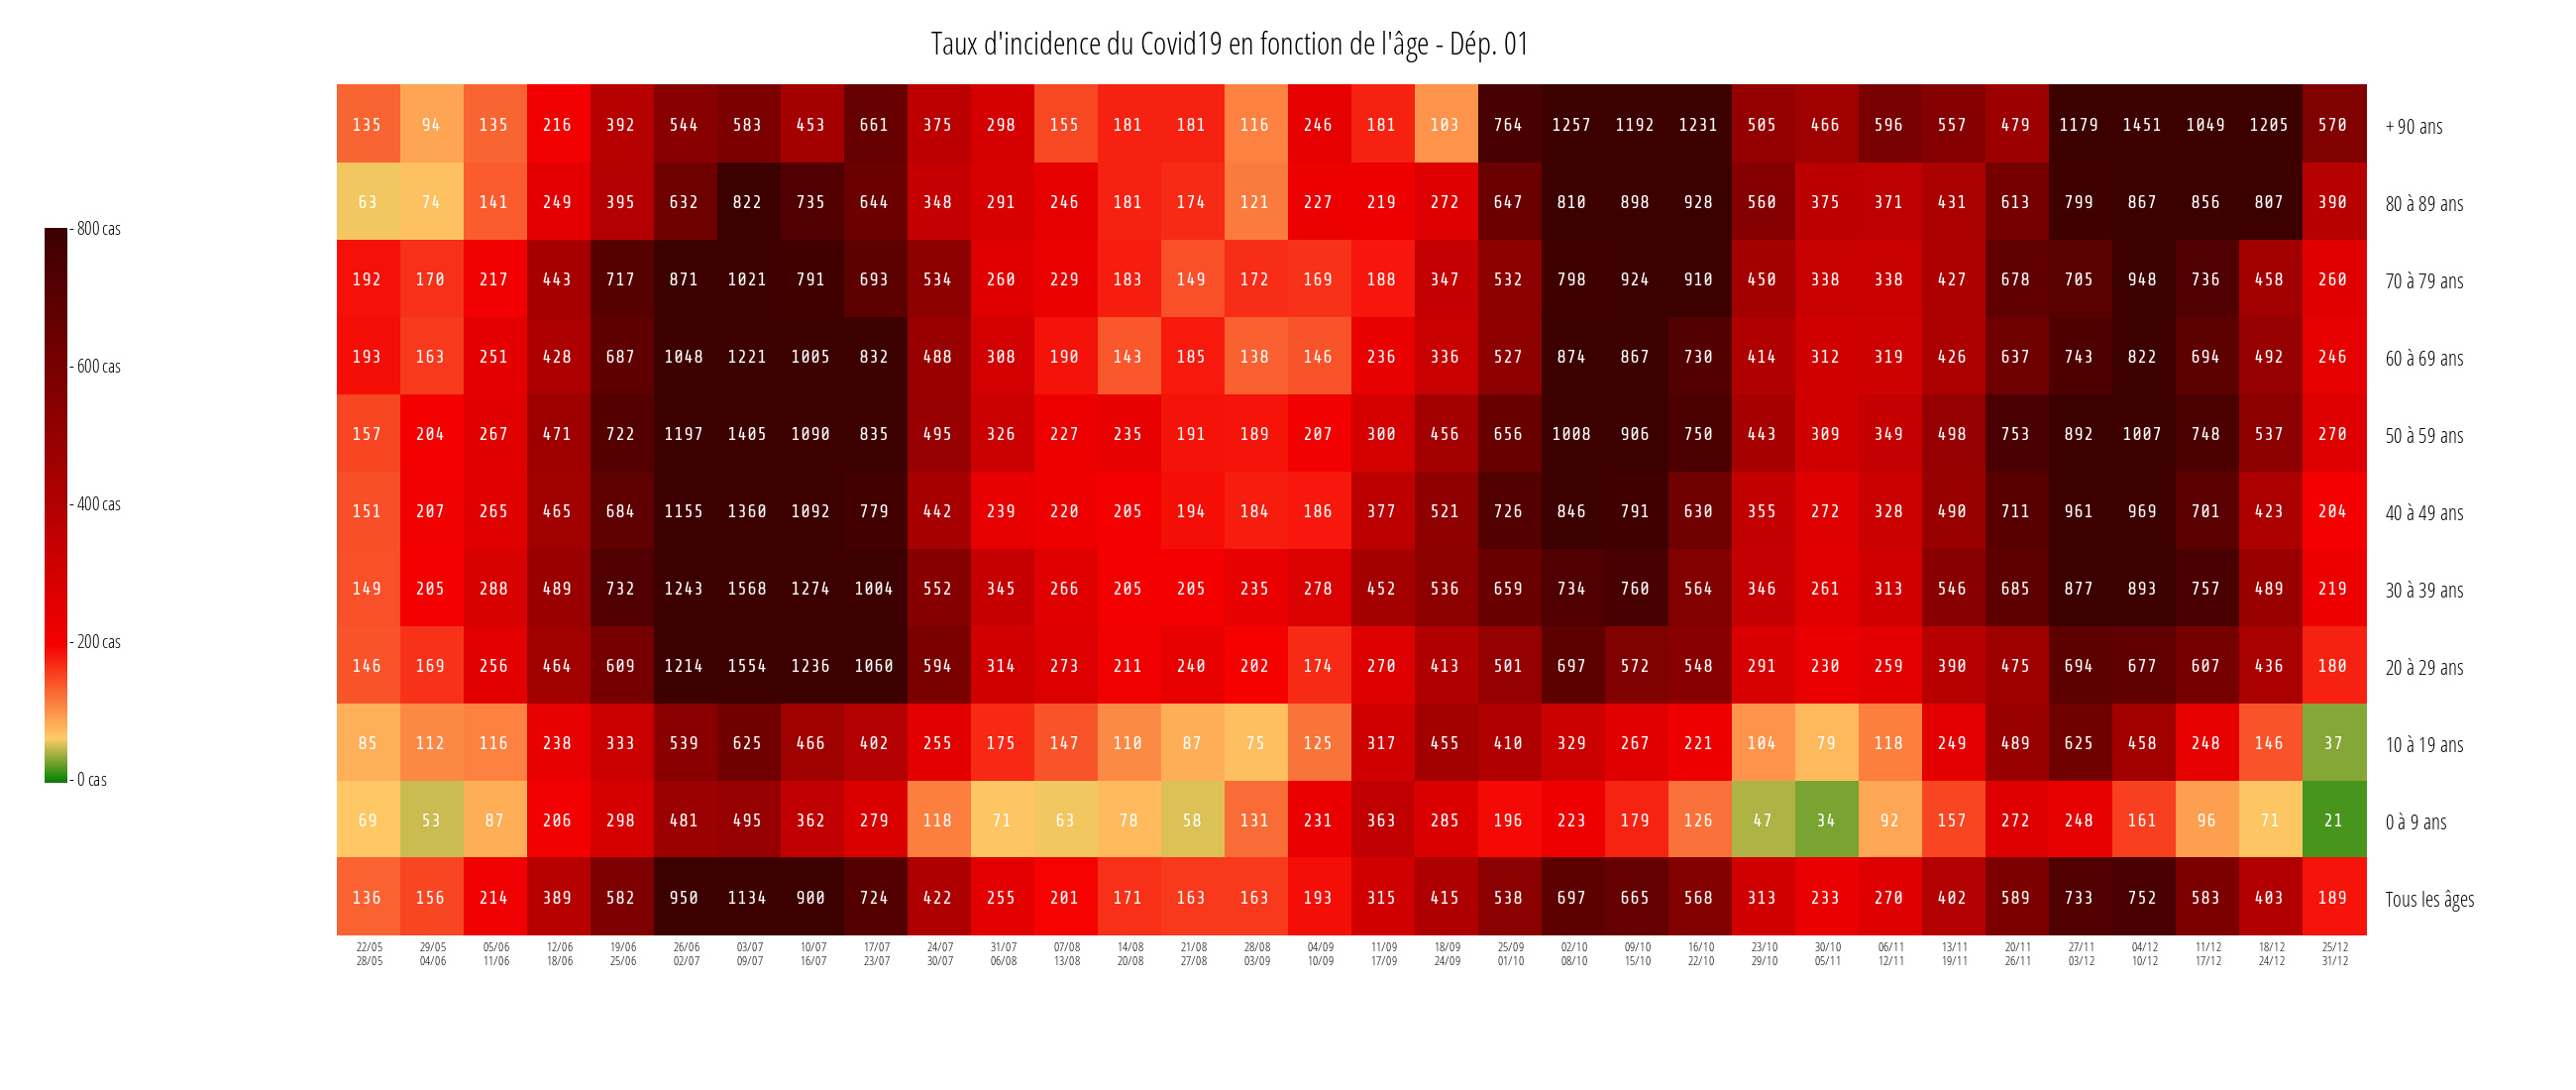 Taux d'incidence du Covid19 en fonction de l'âge - Dép. 01
- 800 cas
- 600 cas
- 400 cas
- 200 cas
- 0 cas
135 94 135 216 392 544 583 453 661 375 298 155 181 181 116 246 181 103 764 1257 1192 1231 505 466 596 557 479 1179 1451 1049 1205 570 + 90 ans
63 74 141 249 395 632 822 735 644 348 291 246 181 174 121 227 219 272 647 810 898 928 560 375 371 431 613 799 867 856 807 390 80 à 89 ans
192 170 217 443 717 871 1021 791 693 534 260 229 183 149 172 169 188 347 532 798 924 910 450 338 338 427 678 705 948 736 458 260 70 à 79 ans
193 163 251 428 687 1048 1221 1005 832 488 308 190 143 185 138 146 236 336 527 874 867 730 414 312 319 426 637 743 822 694 492 246 60 à 69 ans
157 204 267 471 722 1197 1405 1090 835 495 326 227 235 191 189 207 300 456 656 1008 906 750 443 309 349 498 753 892 1007 748 537 270 50 à 59 ans
151 207 265 465 684 1155 1360 1092 779 442 239 220 205 194 184 186 377 521 726 846 791 630 355 272 328 490 711 961 969 701 423 204 40 à 49 ans
149 205 288 489 732 1243 1568 1274 1004 552 345 266 205 205 235 278 452 536 659 734 760 564 346 261 313 546 685 877 893 757 489 219 30 à 39 ans
146 169 256 464 609 1214 1554 1236 1060 594 314 273 211 240 202 174 270 413 501 697 572 548 291 230 259 390 475 694 677 607 436 180 20 à 29 ans
85 112 116 238 333 539 625 466 402 255 175 147 110 87 75 125 317 455 410 329 267 221 104 79 118 249 489 625 458 248 146 37 10 à 19 ans
69 53 87 206 298 481 495 362 279 118 71 63 78 58 131 231 363 285 196 223 179 126 47 34 92 157 272 248 161 96 71 21 0 à 9 ans
136 156 214 389 582 950 1134 900 724 422 255 201 171 163 163 193 315 415 538 697 665 568 313 233 270 402 589 733 752 583 403 189 Tous les âges
22/05 29/05 05/06 12/06 19/06 26/06 03/07 10/07 17/07 24/07 31/07 07/08 14/08 21/08 28/08 04/09 11/09 18/09 25/09 02/10 09/10 16/10 23/10 30/10 06/11 13/11 20/11 27/11 04/12 11/12 18/12 25/12
28/05 04/06 11/06 18/06 25/06 02/07 09/07 16/07 23/07 30/07 06/08 13/08 20/08 27/08 03/09 10/09 17/09 24/09 01/10 08/10 15/10 22/10 29/10 05/11 12/11 19/11 26/11 03/12 10/12 17/12 24/12 31/12